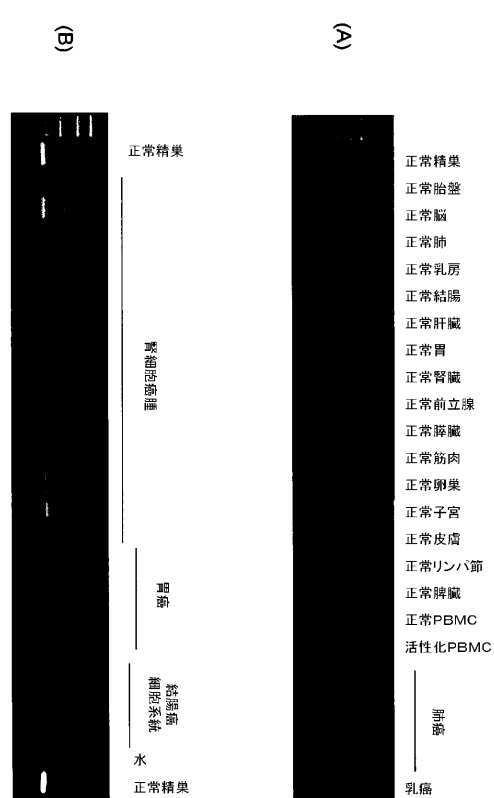 (A)
正常精巣
正常胎盤
正常脳
正常肺
正常乳房
正常結腸
正常肝臓
正常胃
正常腎臓
正常前立腺
正常膵臓
正常筋肉
正常卵巣
正常子宮
正常皮膚
正常リンパ節
正常脾臓
正常PBMC
活性化PBMC
肺癌
乳癌
(B)
正常精巣
腎細胞癌腫
胃癌
結腸癌
細胞系統
水
正常精巣